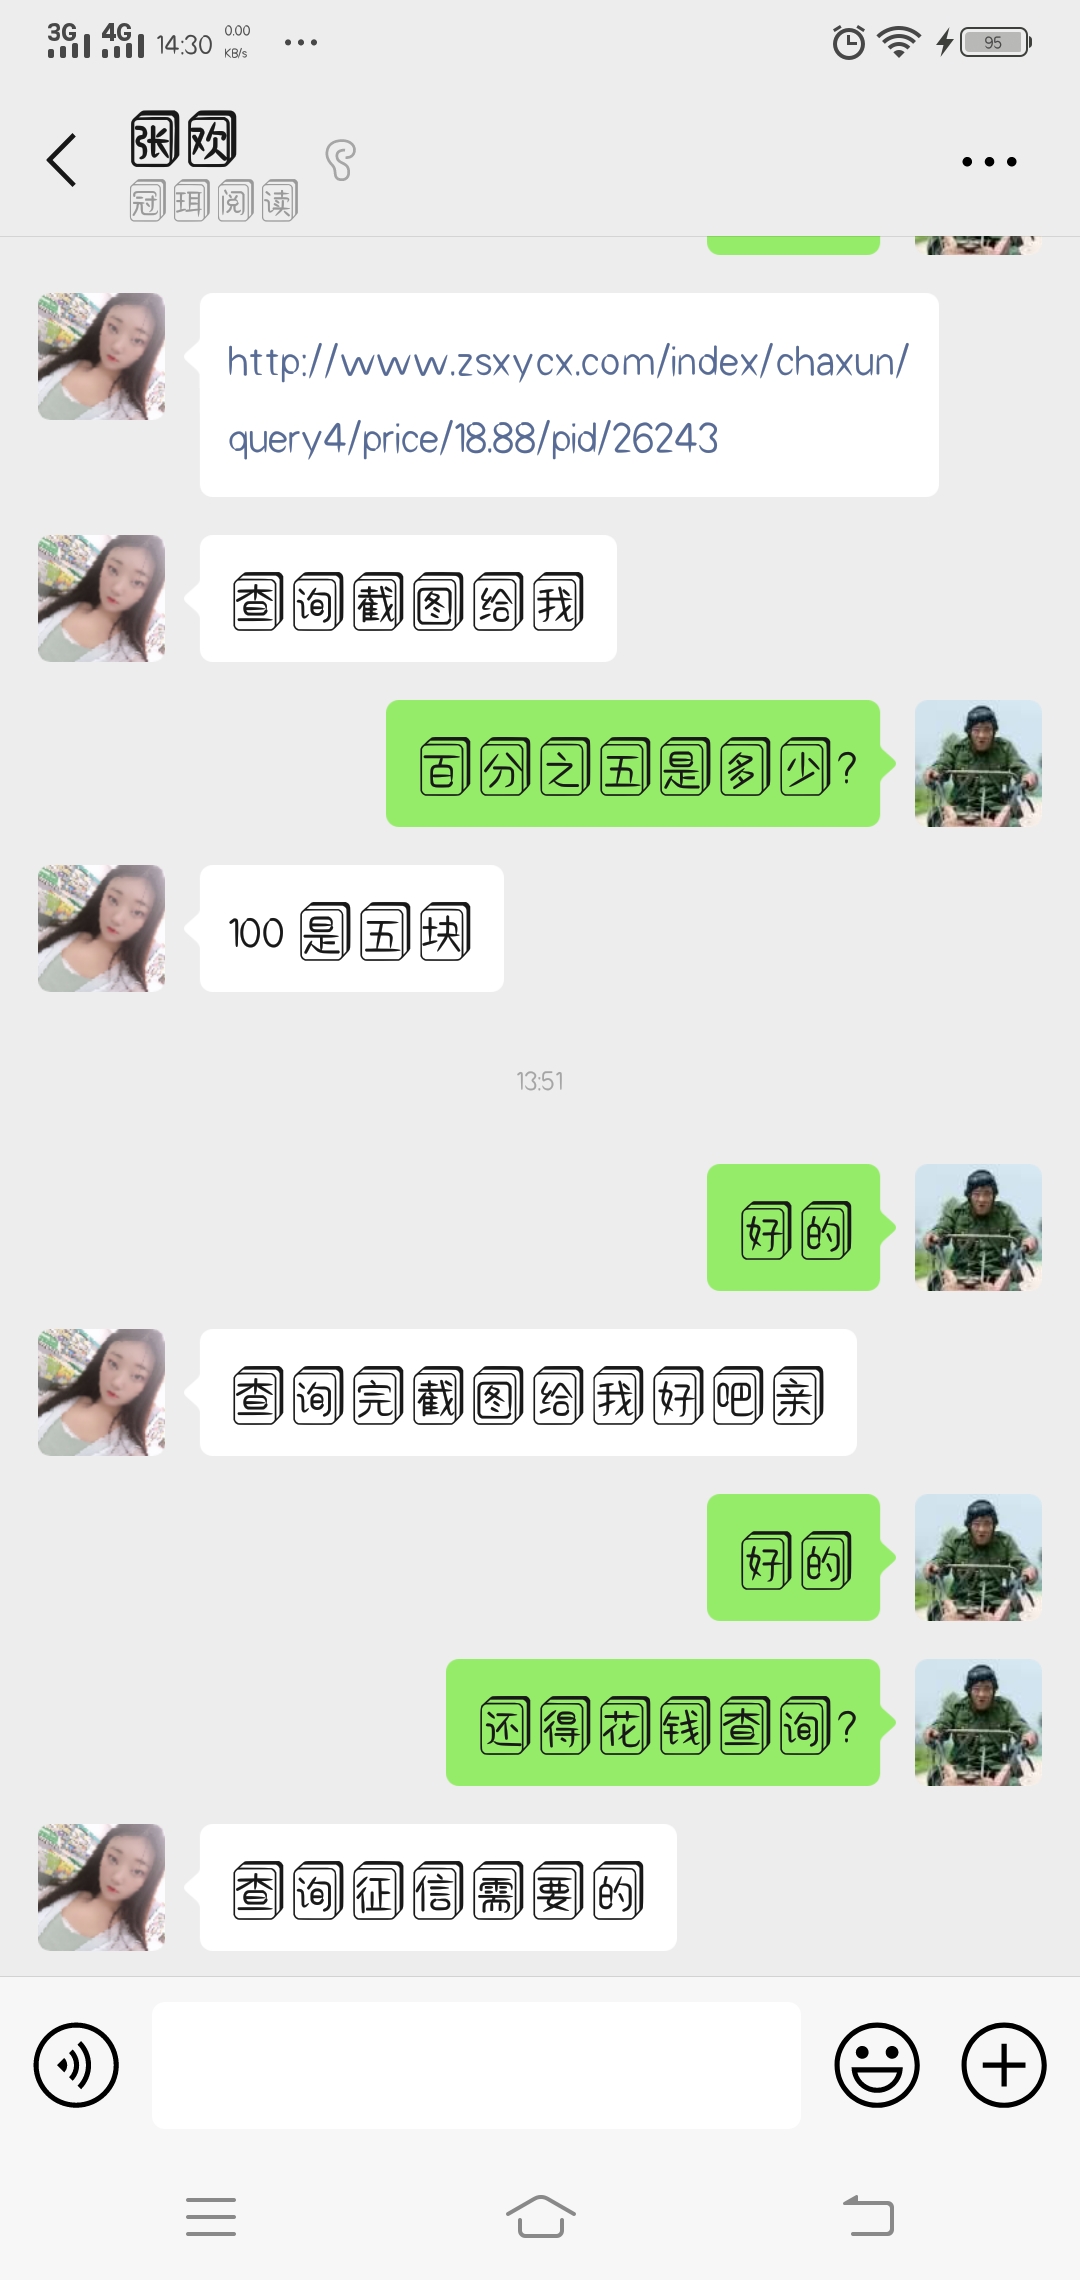 3G 4G 14:30 0.00 KB/s ... 95
张欢
冠珥阅读
http://www.zsxycx.com/index/chaxun/
query4/price/18.88/pid/26243
查询截图给我
百分之五是多少?
100 是五块
13:51
好的
查询完截图给我好吧亲
好的
还得花钱查询?
查询征信需要的